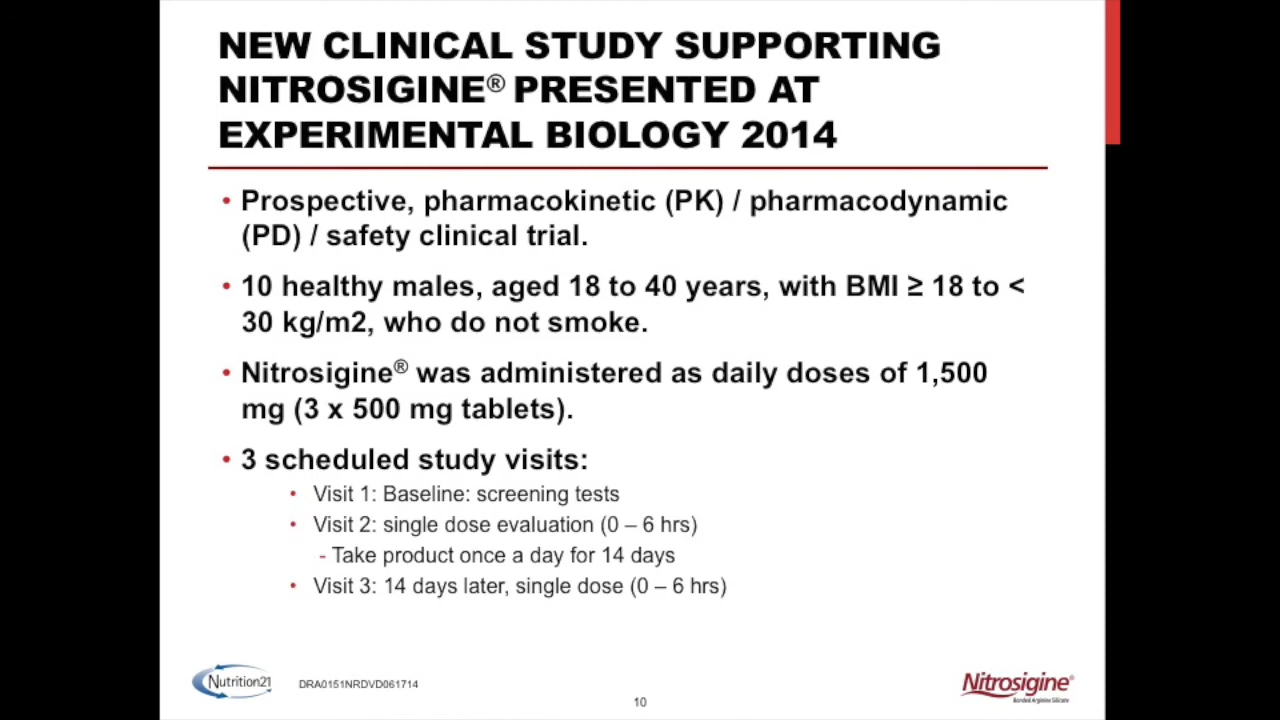 NEW CLINICAL STUDY SUPPORTING
NITROSIGINE® PRESENTED AT
EXPERIMENTAL BIOLOGY 2014
• Prospective, pharmacokinetic (PK) / pharmacodynamic
(PD) / safety clinical trial.
• 10 healthy males, aged 18 to 40 years, with BMI ≥ 18 to <
30 kg/m2, who do not smoke.
• Nitrosigine® was administered as daily doses of 1,500
mg (3 x 500 mg tablets).
• 3 scheduled study visits:
• Visit 1: Baseline: screening tests
• Visit 2: single dose evaluation (0 – 6 hrs)
- Take product once a day for 14 days
• Visit 3: 14 days later, single dose (0 – 6 hrs)
Nutrition21
DRA0151NRDVD061714
10
Nitrosigine®
Bonded Arginine Silicate